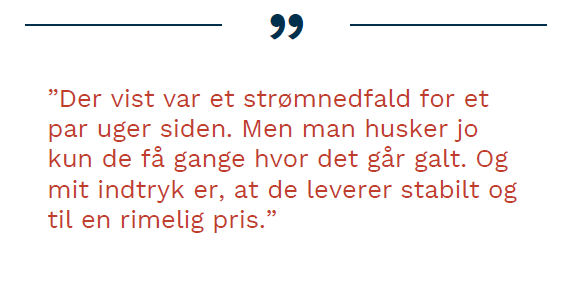 ”
”Der vist var et strømnedfald for et
par uger siden. Men man husker jo
kun de få gange hvor det går galt. Og
mit indtryk er, at de leverer stabilt og
til en rimelig pris.”